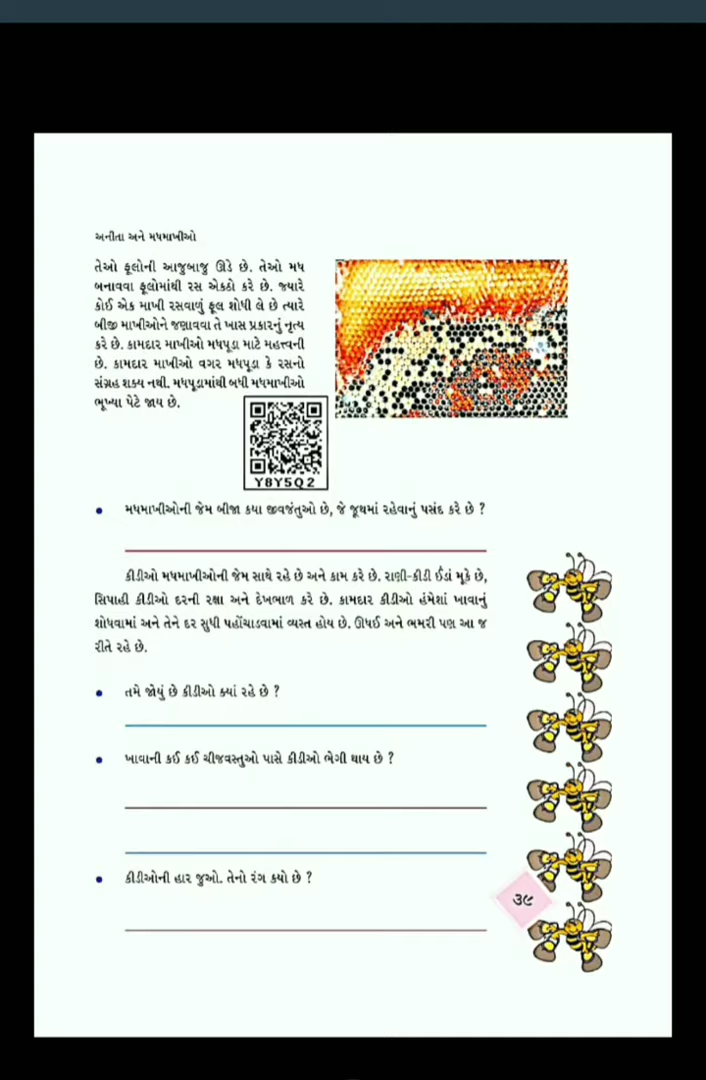 અનીતા અને મધમાખીઓ
તેઓ ફૂલોની આજુબાજુ ઊડે છે. તેઓ મધ
બનાવવા ફૂલોમાંથી રસ એકઠો કરે છે. જ્યારે
કોઈ એક માખી રસવાળું ફૂલ શોધી લે છે ત્યારે
બીજી માખીઓને જણાવવા તે ખાસ પ્રકારનું નૃત્ય
કરે છે. કામદાર માખીઓ મધપૂડા માટે મહત્ત્વની
છે. કામદાર માખીઓ વગર મધપૂડા કે રસનો
સંગ્રહ શક્ય નથી. મધપૂડામાંથી બધી મધમાખીઓ
ભૂખ્યા પેટે જાય છે.
Y8Y5Q2
• મધમાખીઓની જેમ બીજા કયા જીવજંતુઓ છે, જે જૂથમાં રહેવાનું પસંદ કરે છે ?
કીડીઓ મધમાખીઓની જેમ સાથે રહે છે અને કામ કરે છે. રાણી-કીડી ઈંડાં મૂકે છે,
સિપાહી કીડીઓ દરની રક્ષા અને દેખભાળ કરે છે. કામદાર કીડીઓ હંમેશાં ખાવાનું
શોધવામાં અને તેને દર સુધી પહોંચાડવામાં વ્યસ્ત હોય છે. ઊધઈ અને ભમરી પણ આ જ
રીતે રહે છે.
• તમે જોયું છે કીડીઓ ક્યાં રહે છે ?
• ખાવાની કઈ કઈ ચીજવસ્તુઓ પાસે કીડીઓ ભેગી થાય છે ?
• કીડીઓની હાર જુઓ. તેનો રંગ ક્યો છે ?
૩૯